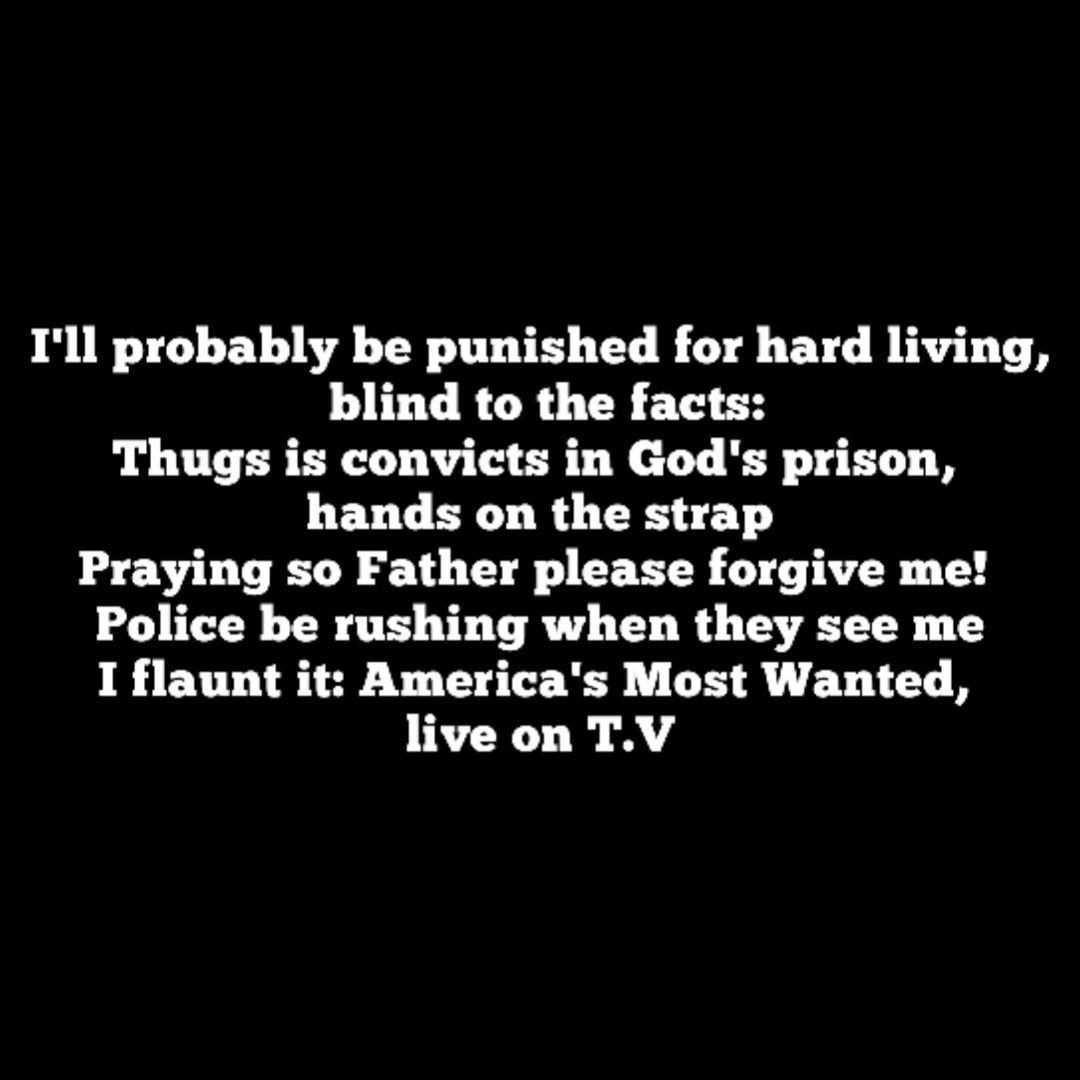 I'll probably be punished for hard living,
blind to the facts:
Thugs is convicts in God's prison,
hands on the strap
Praying so Father please forgive me!
Police be rushing when they see me
I flaunt it: America's Most Wanted,
live on T.V